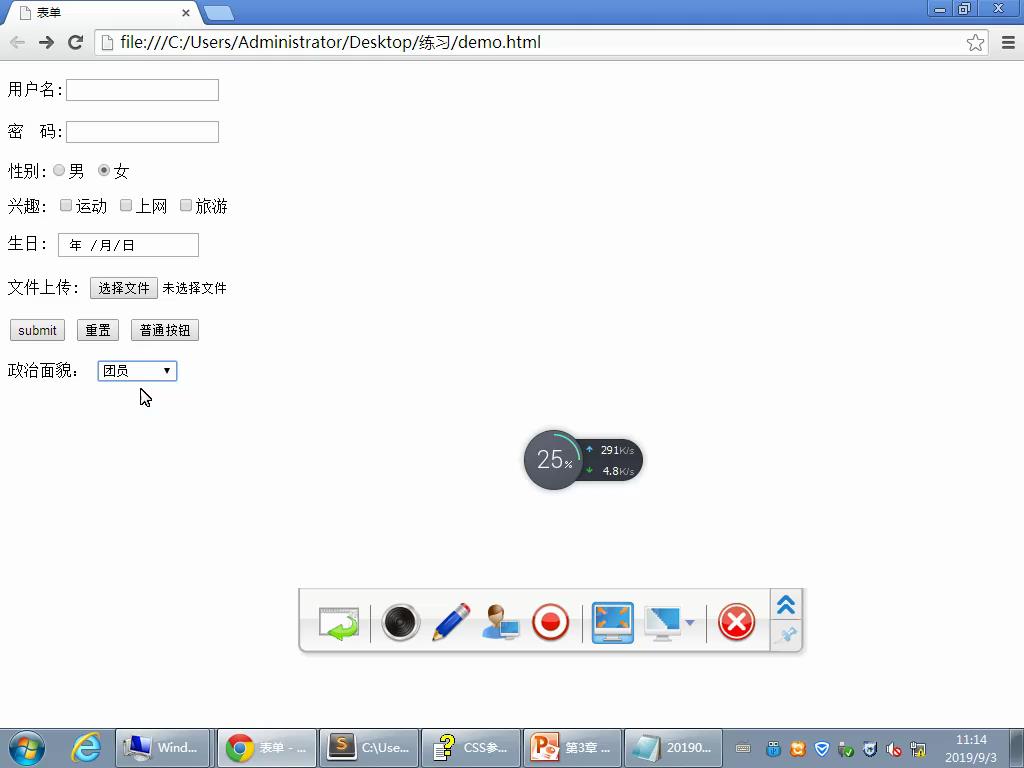 表单
file:///C:/Users/Administrator/Desktop/练习/demo.html
用户名:
密 码:
性别: 男 女
兴趣: 运动 上网 旅游
生日: 年 /月/日
文件上传: 选择文件 未选择文件
submit 重置 普通按钮
政治面貌: 团员
25%
291K/s
4.8K/s
Wind...
表单 - ...
C:\Use...
CSS参...
第3章 ...
20190...
11:14
2019/9/3